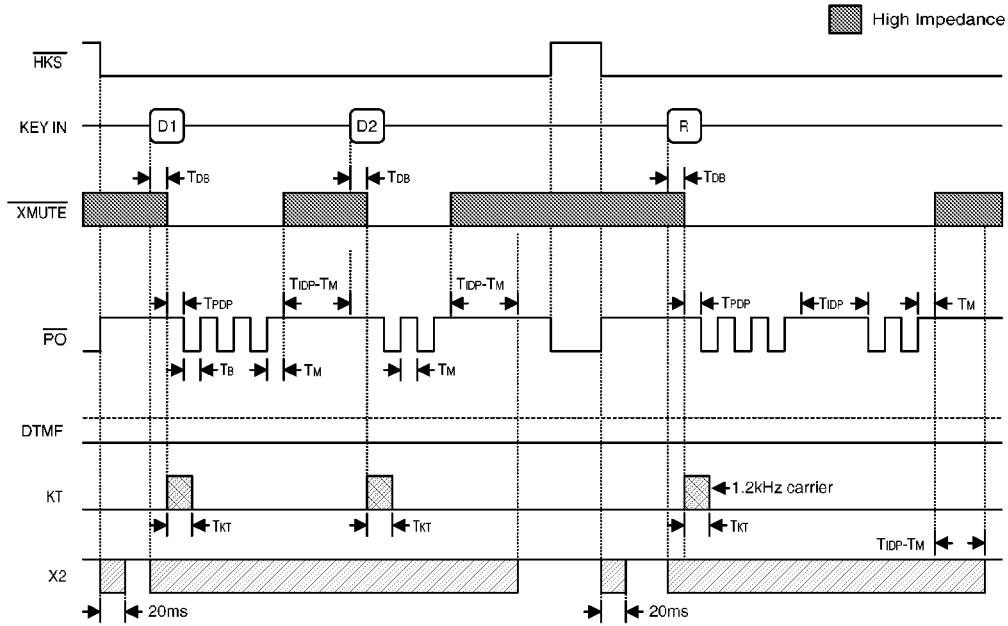 High Impedance
HKS
KEY IN
D1
D2
R
TDB
TDB
TDB
XMUTE
TIDP-TM
TIDP-TM
TPDP
TPDP
TIDP
TM
PO
TB
TM
TM
DTMF
KT
1.2kHz carrier
TKT
TKT
TKT
TIDP-TM
X2
20ms
20ms